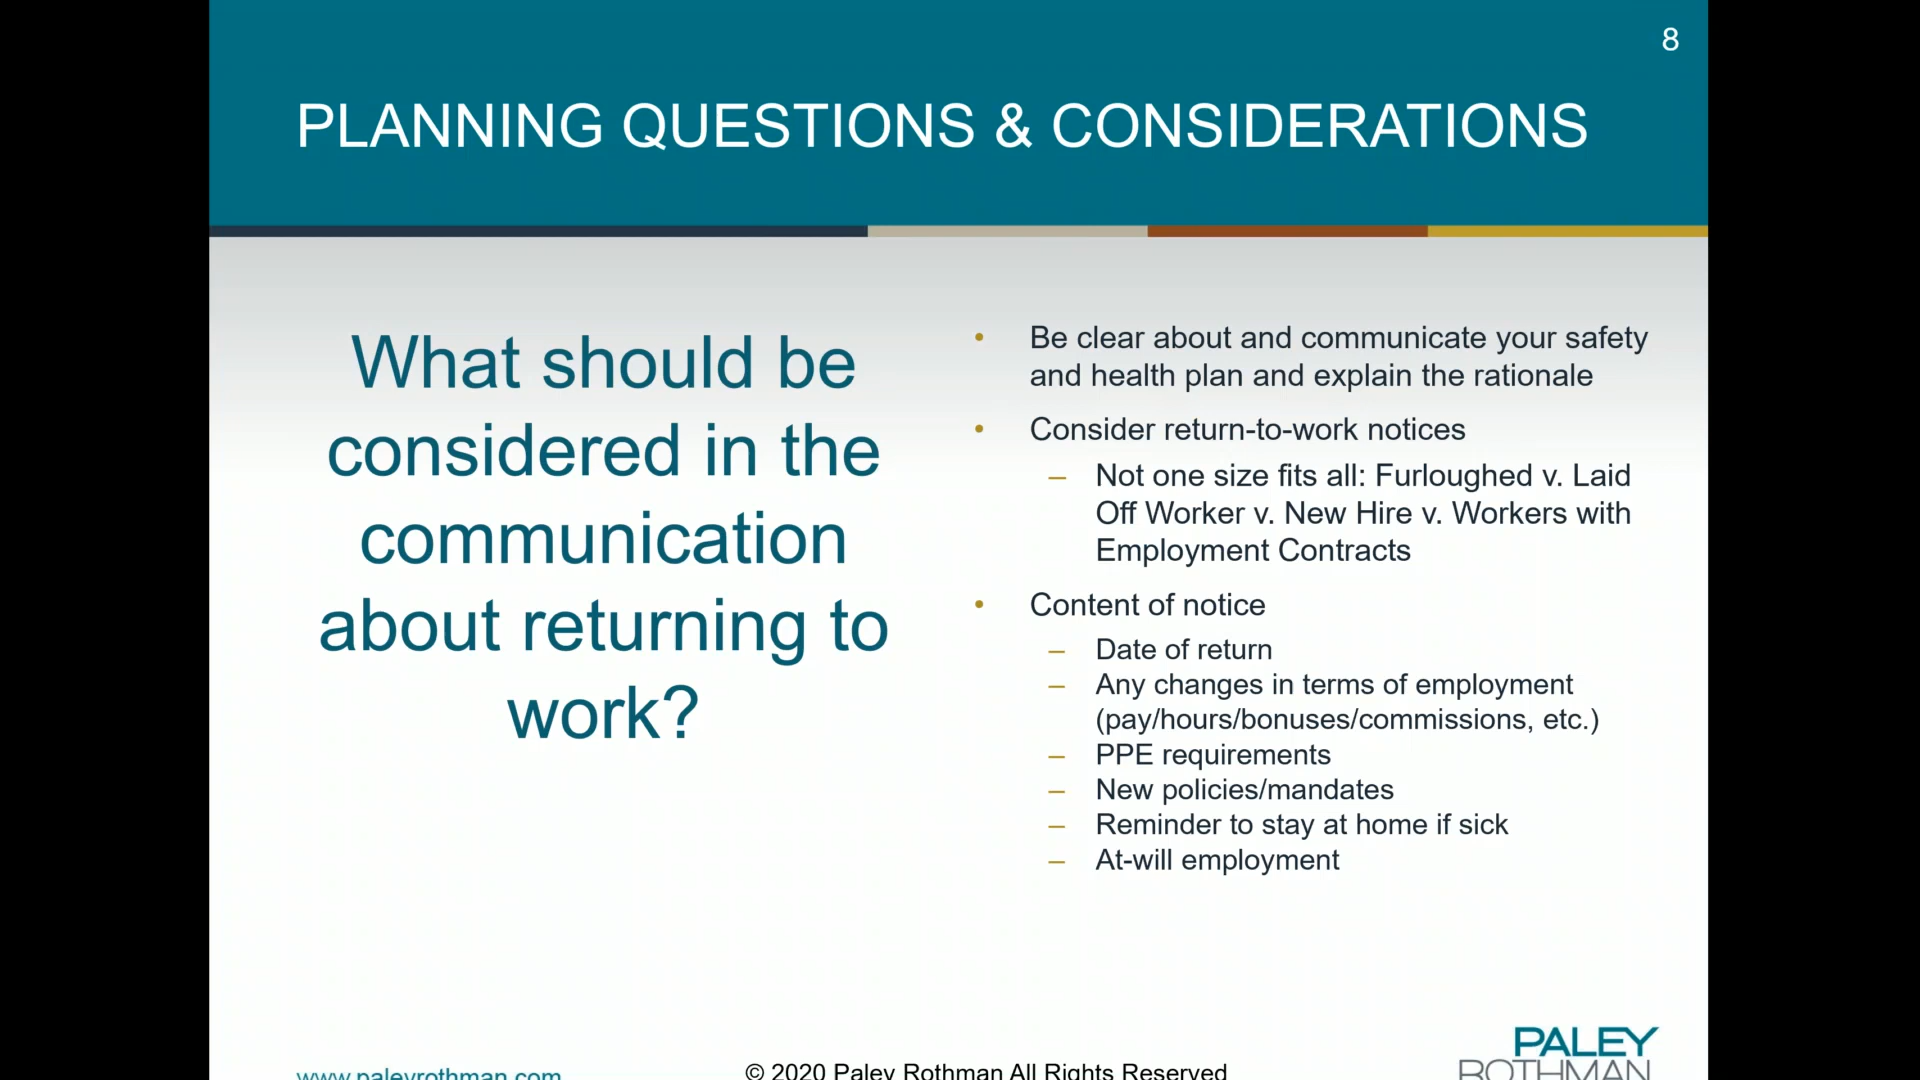 8
PLANNING QUESTIONS & CONSIDERATIONS
What should be
considered in the
communication
about returning to
work?
• Be clear about and communicate your safety
and health plan and explain the rationale
• Consider return-to-work notices
– Not one size fits all: Furloughed v. Laid
Off Worker v. New Hire v. Workers with
Employment Contracts
• Content of notice
– Date of return
– Any changes in terms of employment
(pay/hours/bonuses/commissions, etc.)
– PPE requirements
– New policies/mandates
– Reminder to stay at home if sick
– At-will employment
www.paleyrothman.com
© 2020 Paley Rothman All Rights Reserved
PALEY
ROTHMAN